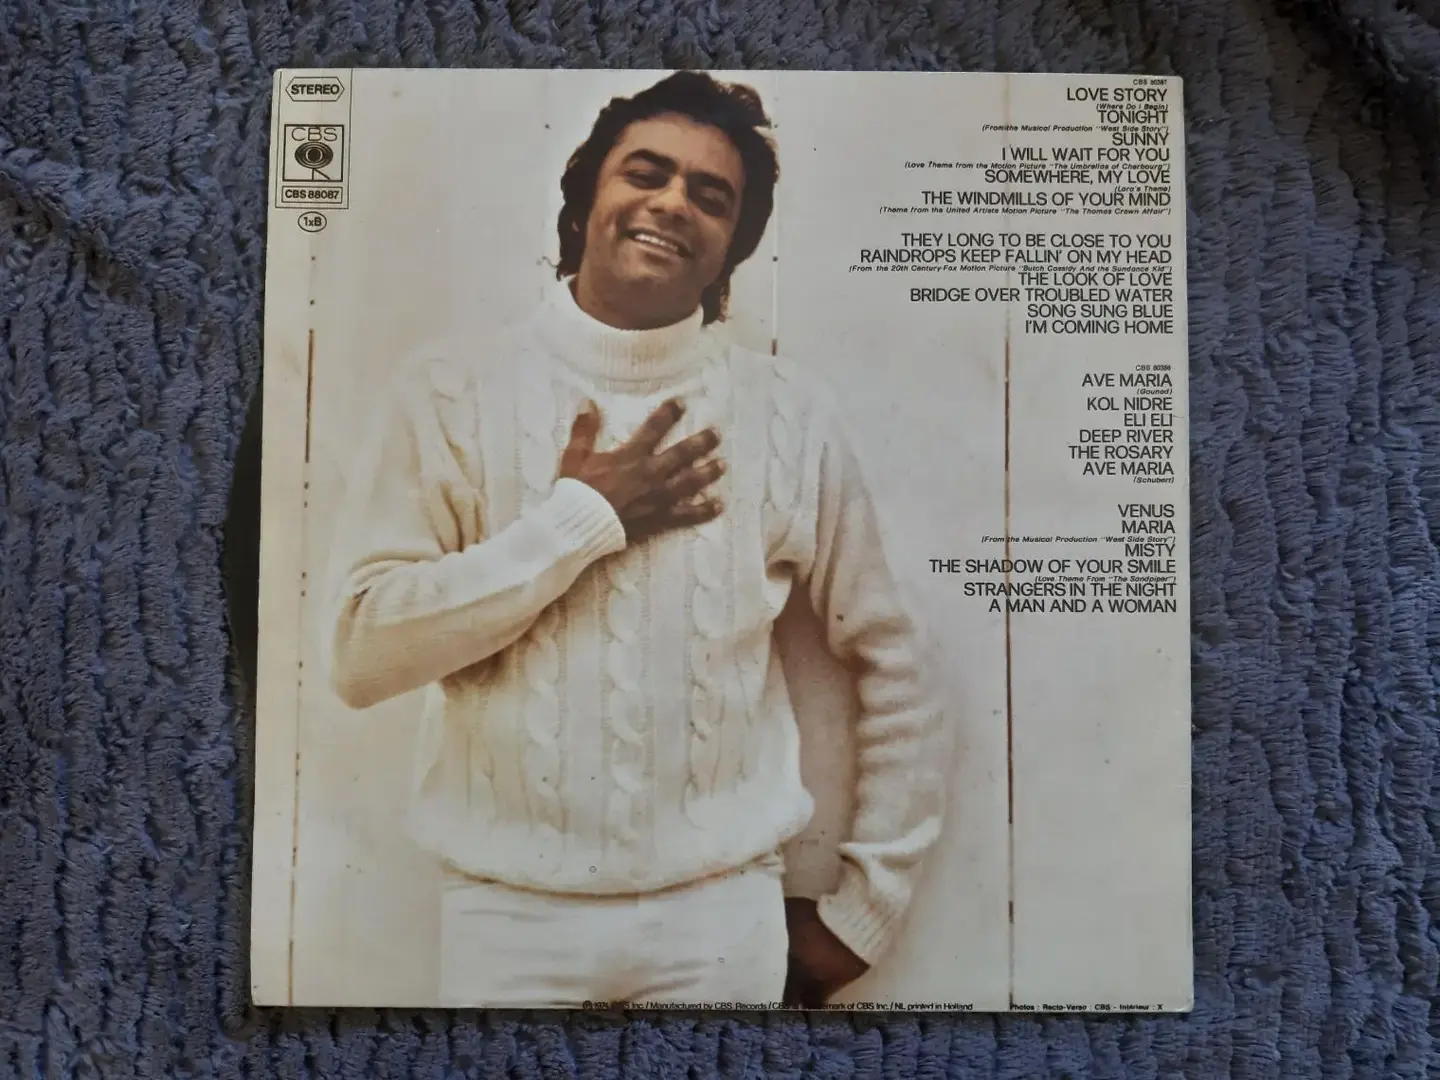 STEREO
CBS
CBS 88087
1xB
CBS 80387
LOVE STORY
(Where Do I Begin)
TONIGHT
(From the Musical Production "West Side Story")
SUNNY
I WILL WAIT FOR YOU
(Love Theme from the Motion Picture "The Umbrellas of Cherbourg")
SOMEWHERE, MY LOVE
(Lara's Theme)
THE WINDMILLS OF YOUR MIND
(Theme from the United Artists Motion Picture "The Thomas Crown Affair")
THEY LONG TO BE CLOSE TO YOU
RAINDROPS KEEP FALLIN' ON MY HEAD
(From the 20th Century-Fox Motion Picture "Butch Cassidy And the Sundance Kid")
THE LOOK OF LOVE
BRIDGE OVER TROUBLED WATER
SONG SUNG BLUE
I'M COMING HOME
CBS 80388
AVE MARIA
(Gounod)
KOL NIDRE
ELI ELI
DEEP RIVER
THE ROSARY
AVE MARIA
(Schubert)
VENUS
MARIA
(From the Musical Production "West Side Story")
MISTY
THE SHADOW OF YOUR SMILE
(Love Theme From "The Sandpiper")
STRANGERS IN THE NIGHT
A MAN AND A WOMAN
℗ 1974 Inc. / Manufactured by CBS Records / of CBS Inc. / NL printed in Holland
Photos : Recto-Verso : CBS - Intérieur : X